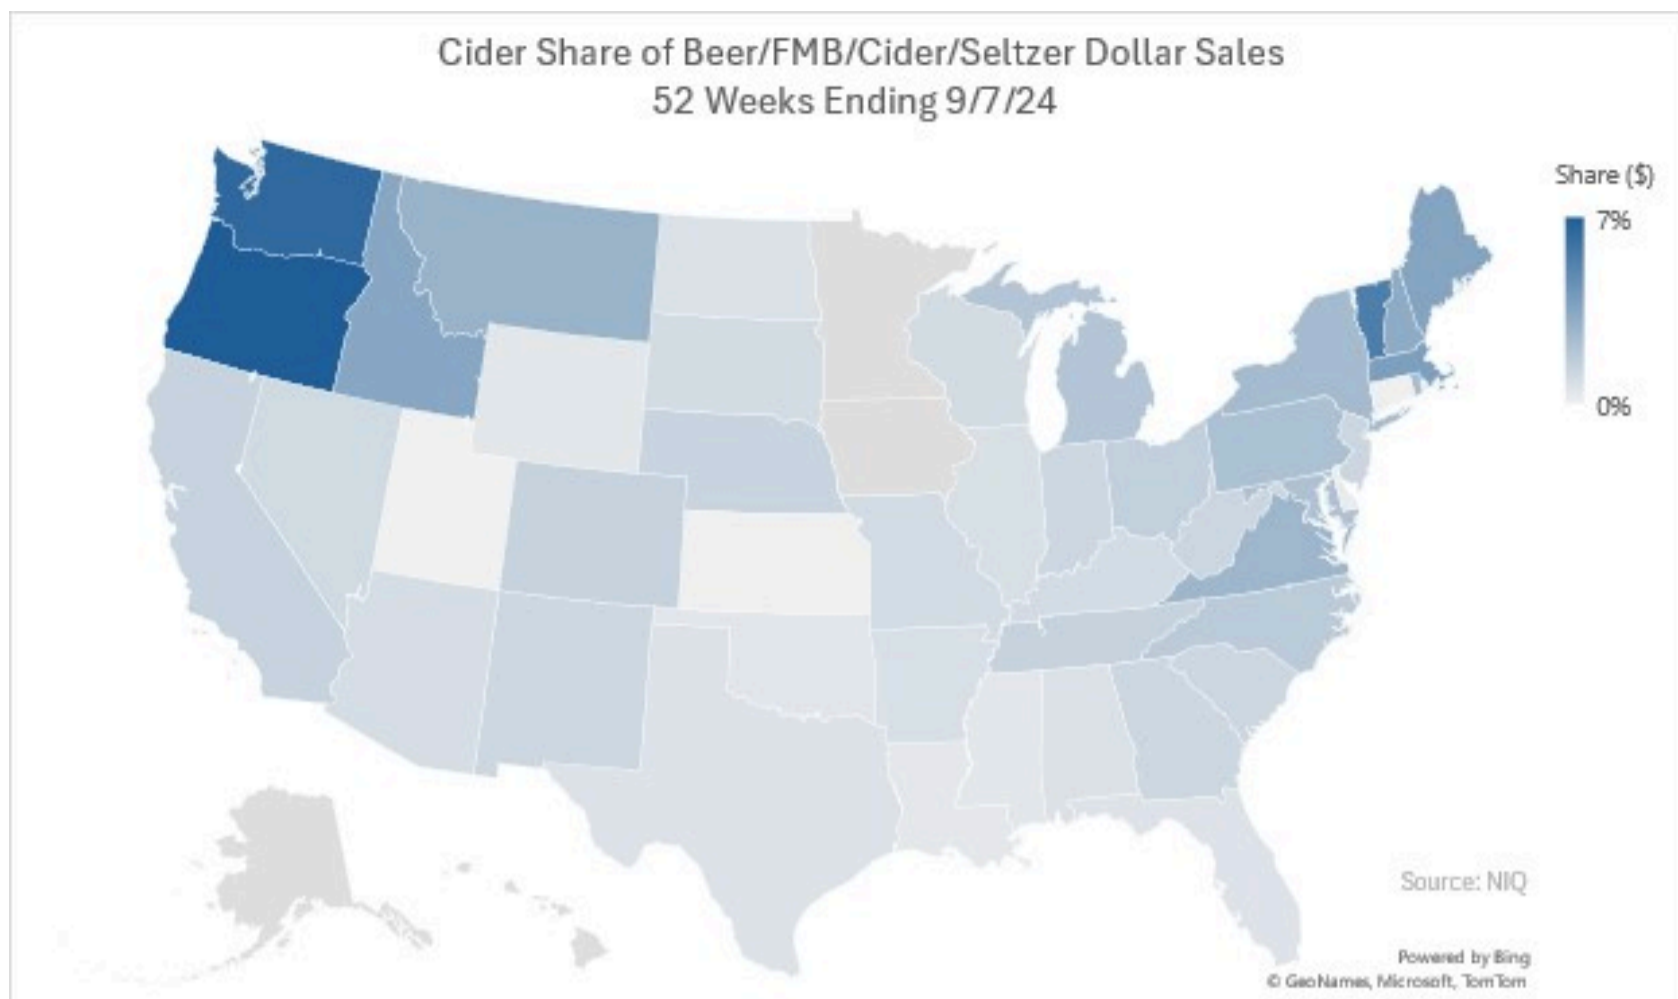 Cider Share of Beer/FMB/Cider/Seltzer Dollar Sales
52 Weeks Ending 9/7/24
Share ($)
7%
0%
Source: NIQ
Powered by Bing
© GeoNames, Microsoft, TomTom